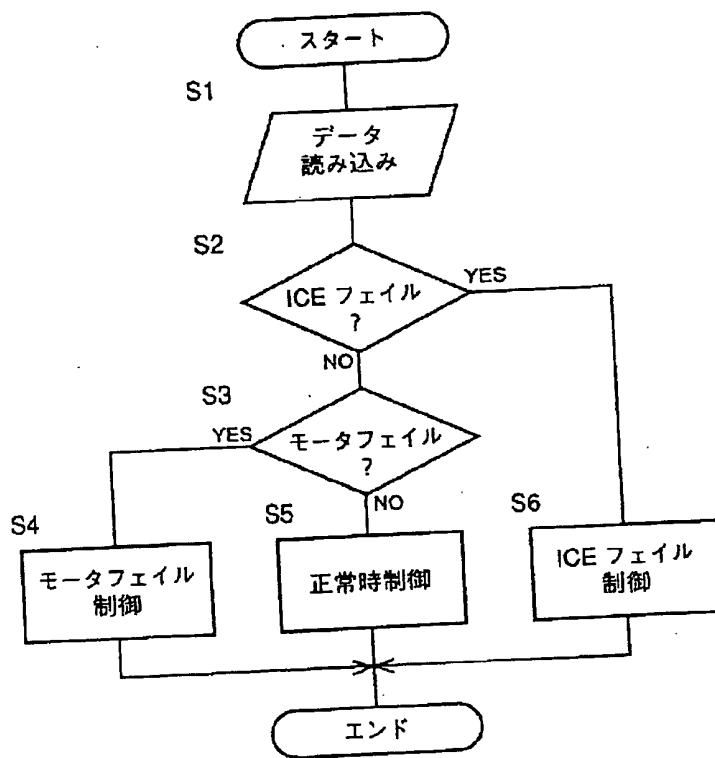 スタート
S1
データ
読み込み
S2
ICE フェイル
?
YES
NO
S3
モータフェイル
?
YES
NO
S4
モータフェイル
制御
S5
正常時制御
S6
ICE フェイル
制御
エンド